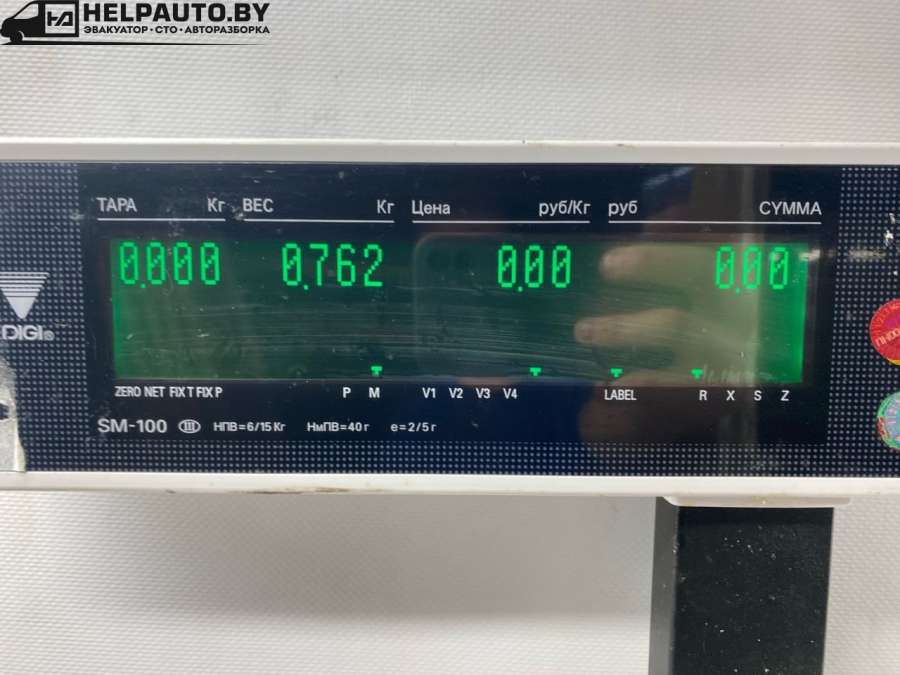 HELPAUTO.BY
ЭВАКУАТОР · СТО · АВТОРАЗБОРКА
ТАРА Кг ВЕС Кг Цена руб/Кг руб СУММА
0.000 0.762 0.00 0.00
DIGI
ZERO NET FIX T FIX P P M V1 V2 V3 V4 LABEL R X S Z
SM-100 III НПВ=6/15 Кг НмПВ=40 г e=2/5 г